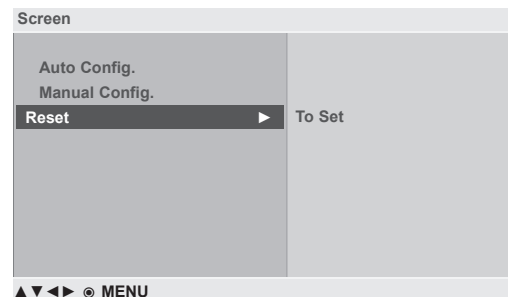 Screen
Auto Config.
Manual Config.
Reset ► To Set
▲▼◄► ◉ MENU